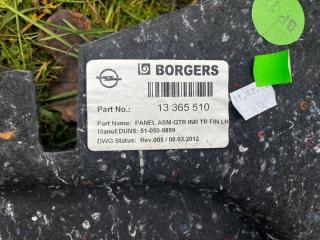 BORGERS
Part No.: 13 365 510
Part Name: PANEL ASM-QTR INR TR FIN LR
Manuf.DUNS: 51-050-9859
DWG Status: Rev.005 / 08.03.2012